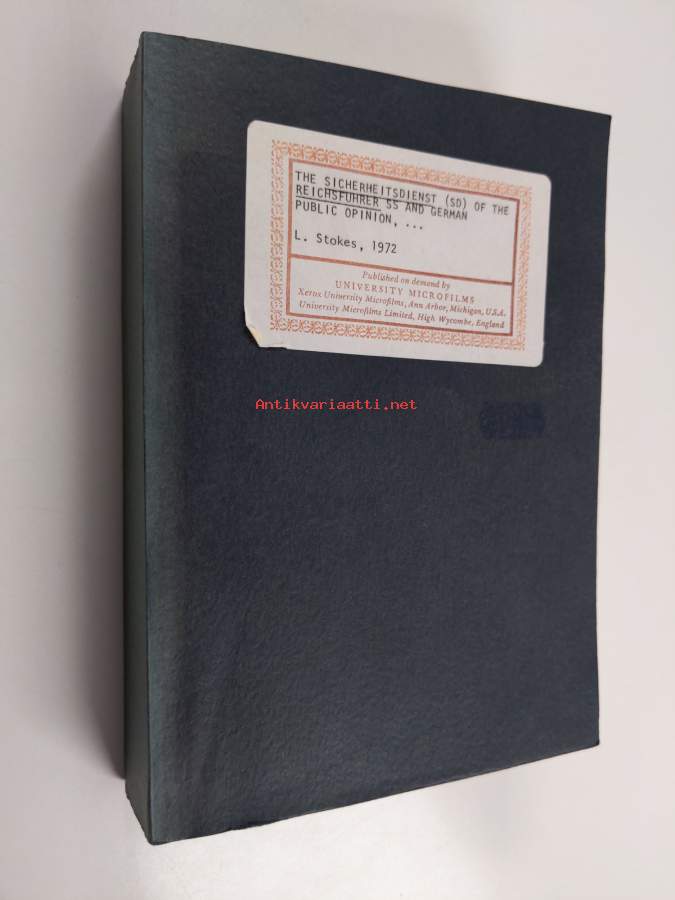 THE SICHERHEITSDIENST (SD) OF THE
REICHSFUHRER SS AND GERMAN
PUBLIC OPINION, ...
L. Stokes, 1972
Published on demand by
UNIVERSITY MICROFILMS
Xerox University Microfilms, Ann Arbor, Michigan, U.S.A.
University Microfilms Limited, High Wycombe, England
Antikvariaatti.net